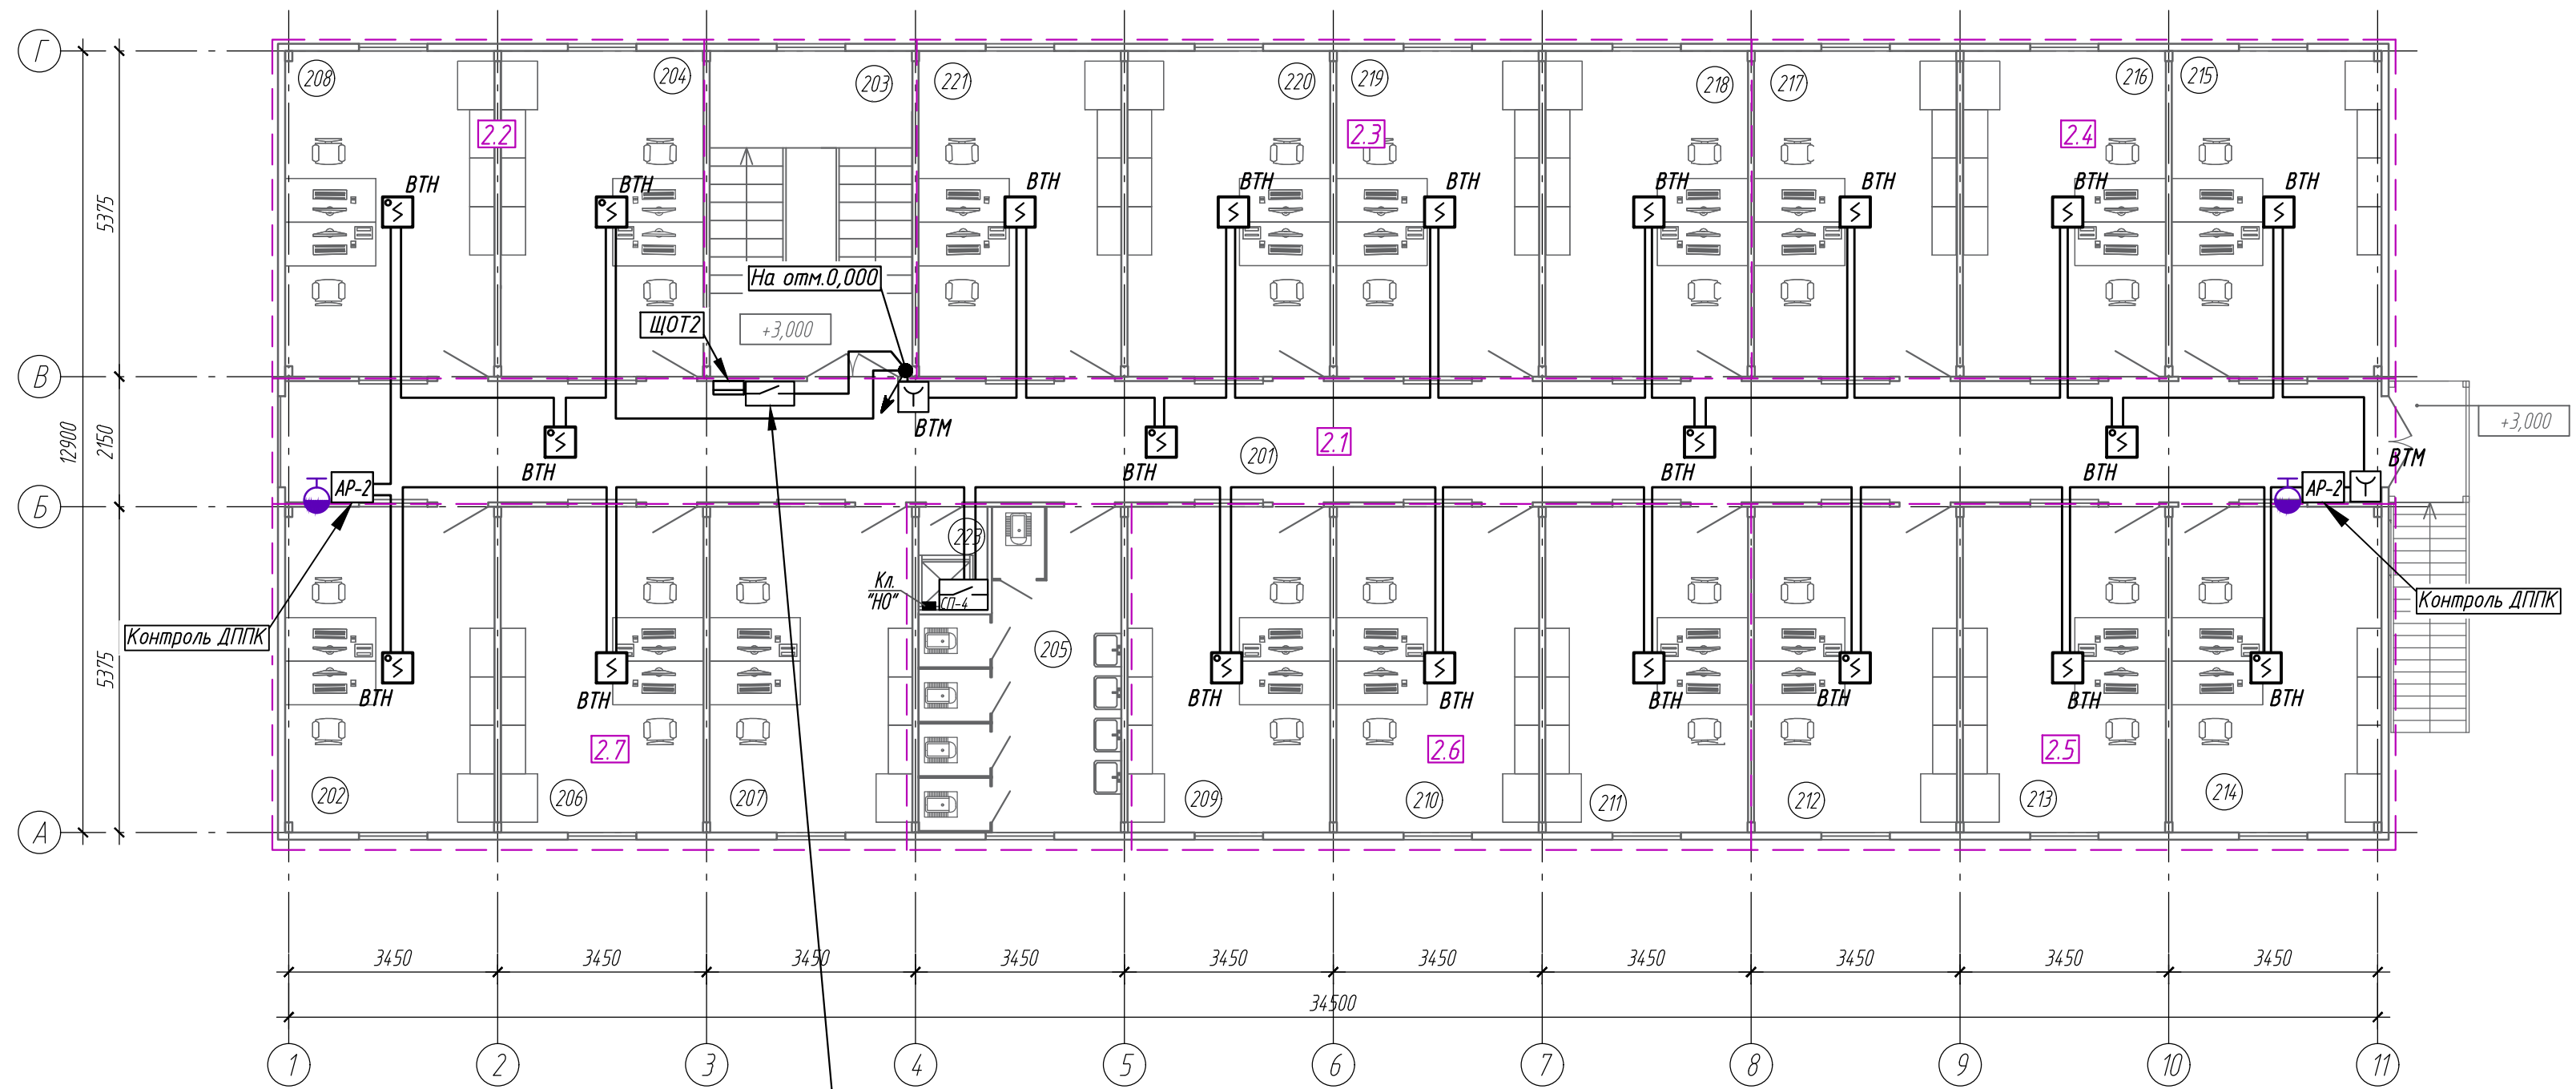 Г
208
204
203
221
220
219
218
217
216
215
2.2
2.3
2.4
5375
ВТН
ВТН
ВТН
ВТН
ВТН
ВТН
ВТН
ВТН
ВТН
На отм.0,000
ЩОТ2
+3,000
В
12900
2150
ВТМ
201
2.1
+3,000
ВТН
ВТН
ВТН
ВТН
ВТМ
АР-2
АР-2
Б
223
Кл.
"НО"
СП-4
Контроль ДППК
Контроль ДППК
205
5375
ВТН
ВТН
ВТН
ВТН
ВТН
ВТН
ВТН
ВТН
2.7
2.6
2.5
202
206
207
209
210
211
212
213
214
А
3450
3450
3450
3450
3450
3450
3450
3450
3450
3450
34500
1
2
3
4
5
6
7
8
9
10
11